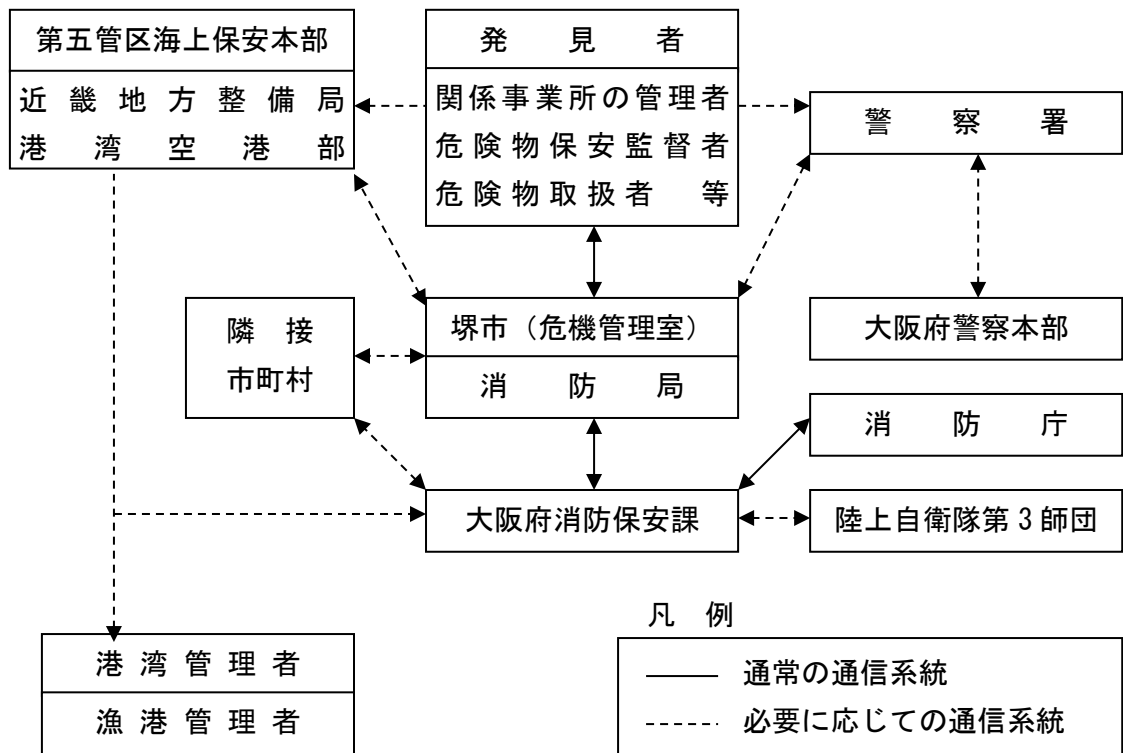 第五管区海上保安本部
近畿地方整備局
港湾空港部
発見者
関係事業所の管理者
危険物保安監督者
危険物取扱者 等
警察署
隣接
市町村
堺市（危機管理室）
消防局
大阪府警察本部
消防庁
大阪府消防保安課
陸上自衛隊第３師団
港湾管理者
漁港管理者
凡 例
通常の通信系統
必要に応じての通信系統